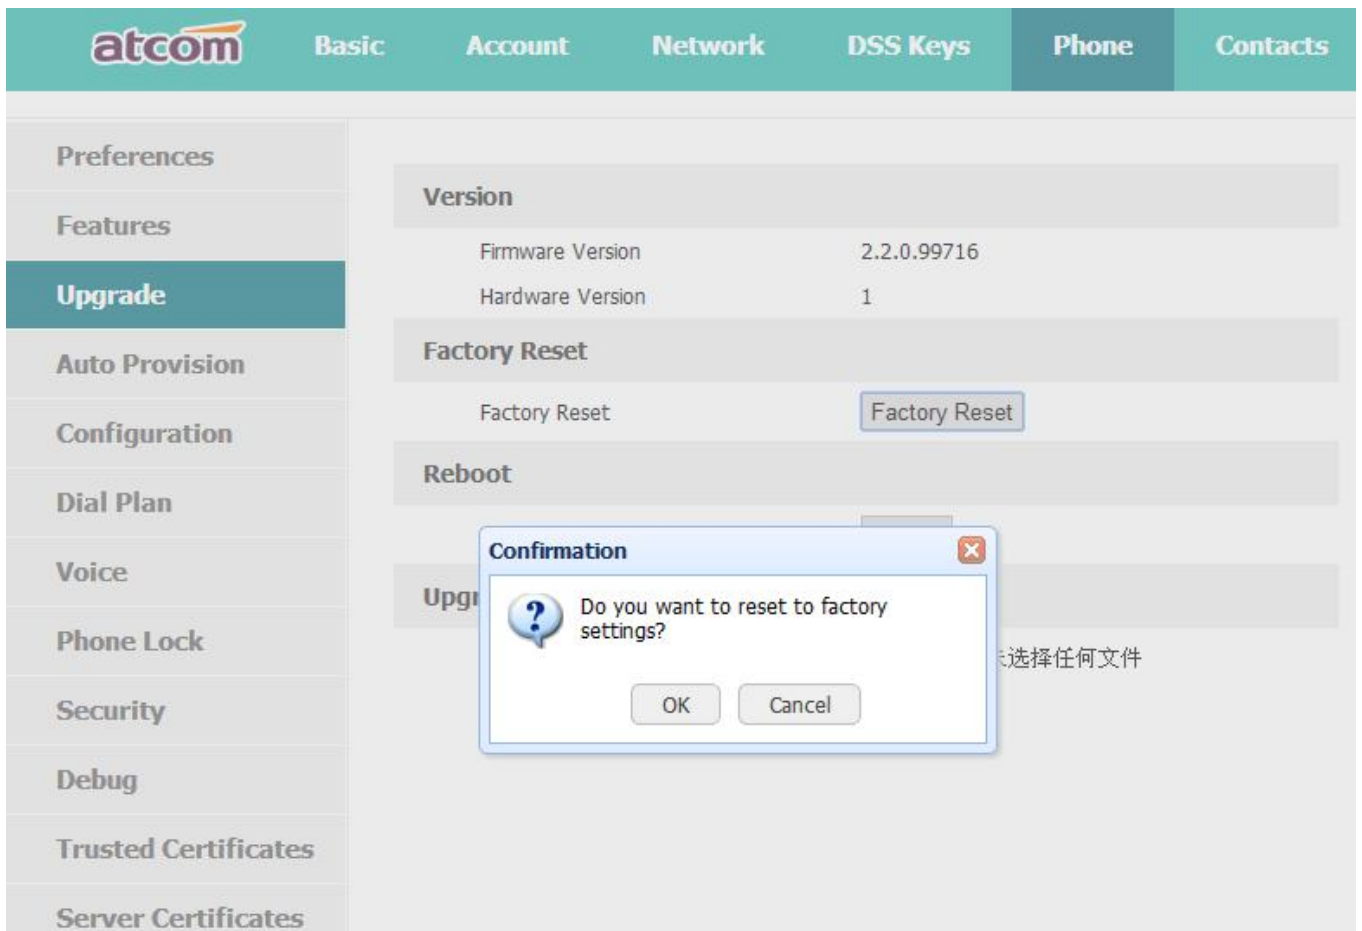 atcom
Basic Account Network DSS Keys Phone Contacts
Preferences
Features
Upgrade
Auto Provision
Configuration
Dial Plan
Voice
Phone Lock
Security
Debug
Trusted Certificates
Server Certificates
Version
Firmware Version 2.2.0.99716
Hardware Version 1
Factory Reset
Factory Reset Factory Reset
Reboot
Confirmation
Do you want to reset to factory
settings?
OK Cancel
选择任何文件